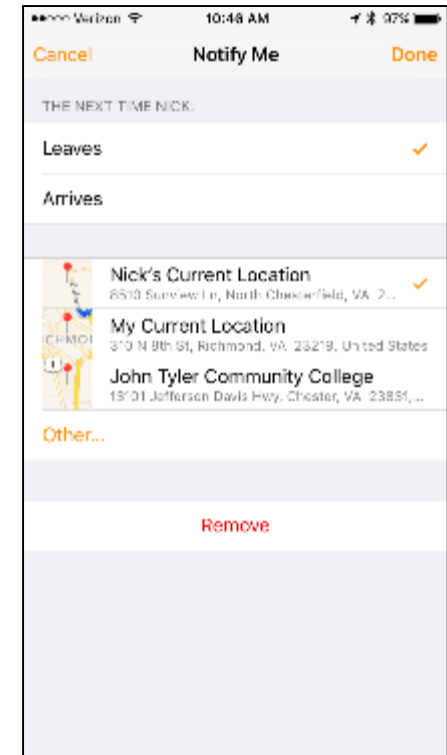 Verizon 10:46 AM 97%
Cancel Notify Me Done
THE NEXT TIME NICK:
Leaves
Arrives
Nick's Current Location
8510 Sunview Ln, North Chesterfield, VA 2...
My Current Location
310 N 9th St, Richmond, VA 23219, United States
John Tyler Community College
13101 Jefferson Davis Hwy, Chester, VA 23831,...
Other...
Remove